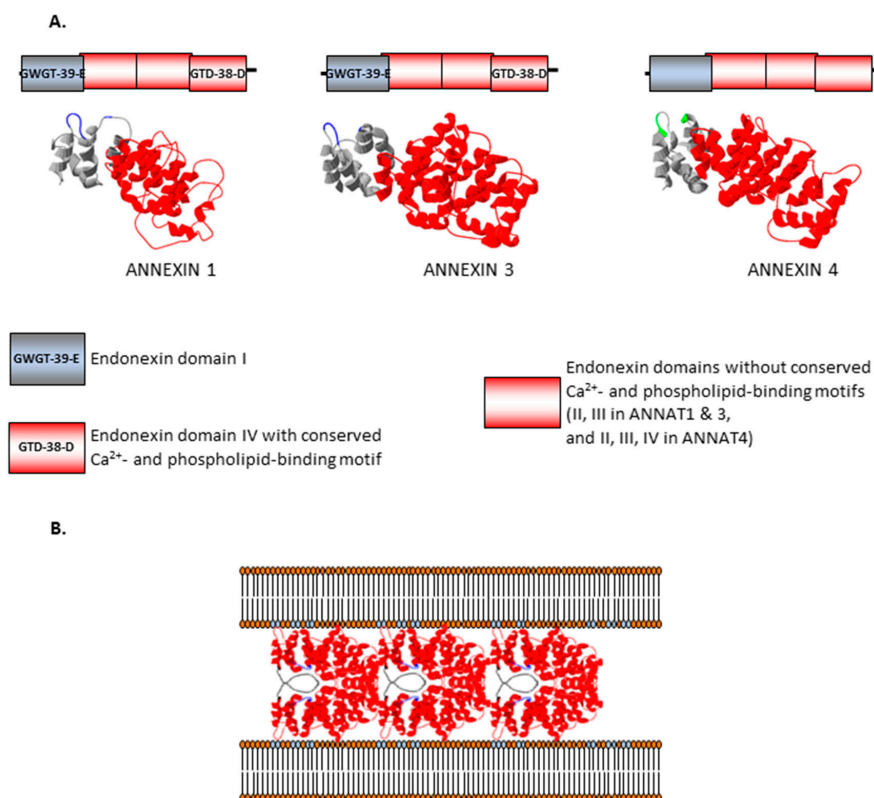 A.
GWGT-39-E GTD-38-D GWGT-39-E GTD-38-D
ANNEXIN 1 ANNEXIN 3 ANNEXIN 4
GWGT-39-E Endonexin domain I
Endonexin domains without conserved
Ca²⁺- and phospholipid-binding motifs
(II, III in ANNAT1 & 3,
and II, III, IV in ANNAT4)
GTD-38-D Endonexin domain IV with conserved
Ca²⁺- and phospholipid-binding motif
B.